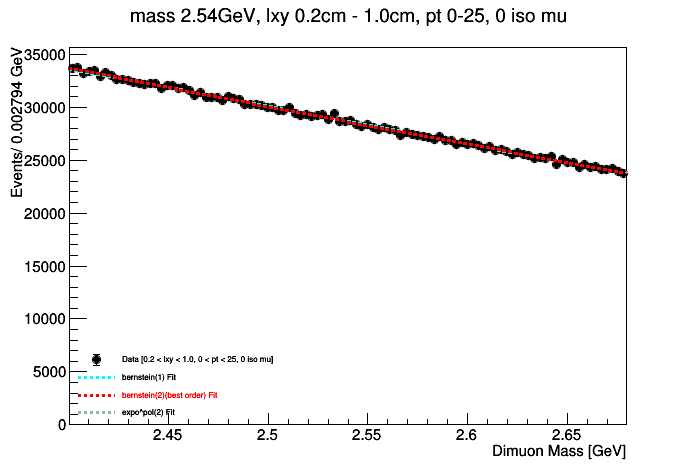 mass 2.54GeV, lxy 0.2cm - 1.0cm, pt 0-25, 0 iso mu
Events/ 0.002794 GeV
35000
30000
25000
20000
15000
10000
5000
0
Data [0.2 < lxy < 1.0, 0 < pt < 25, 0 iso mu]
bernstein(1) Fit
bernstein(2)(best order) Fit
expo^pol(2) Fit
2.45 2.5 2.55 2.6 2.65
Dimuon Mass [GeV]